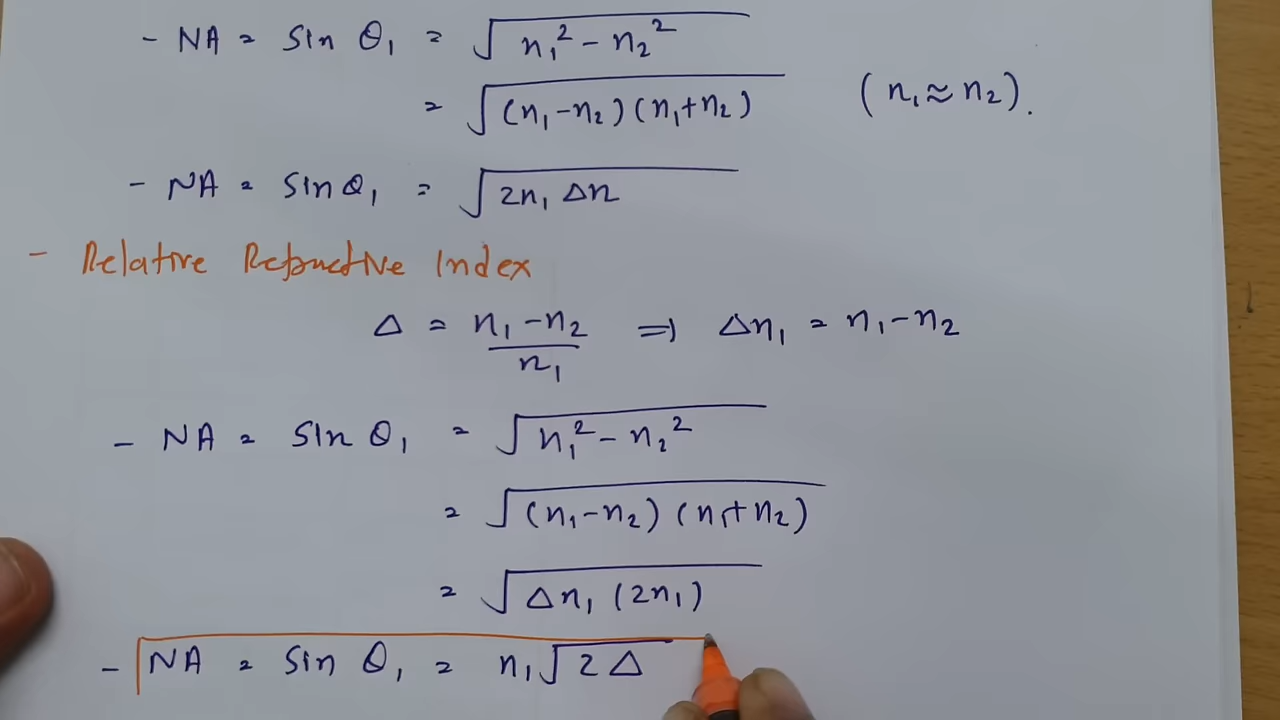 - NA = Sin θ₁ = √(n₁² - n₂²)
= √((n₁-n₂)(n₁+n₂)) (n₁≈n₂).
- NA = Sinθ₁ = √(2n₁ Δn)
- Relative Refractive Index
Δ = (n₁-n₂)/n₁ ⇒ Δn₁ = n₁-n₂
- NA = Sin θ₁ = √(n₁²-n₂²)
= √((n₁-n₂)(n₁+n₂))
= √(Δn₁(2n₁))
- NA = Sin θ₁ = n₁√(2Δ)